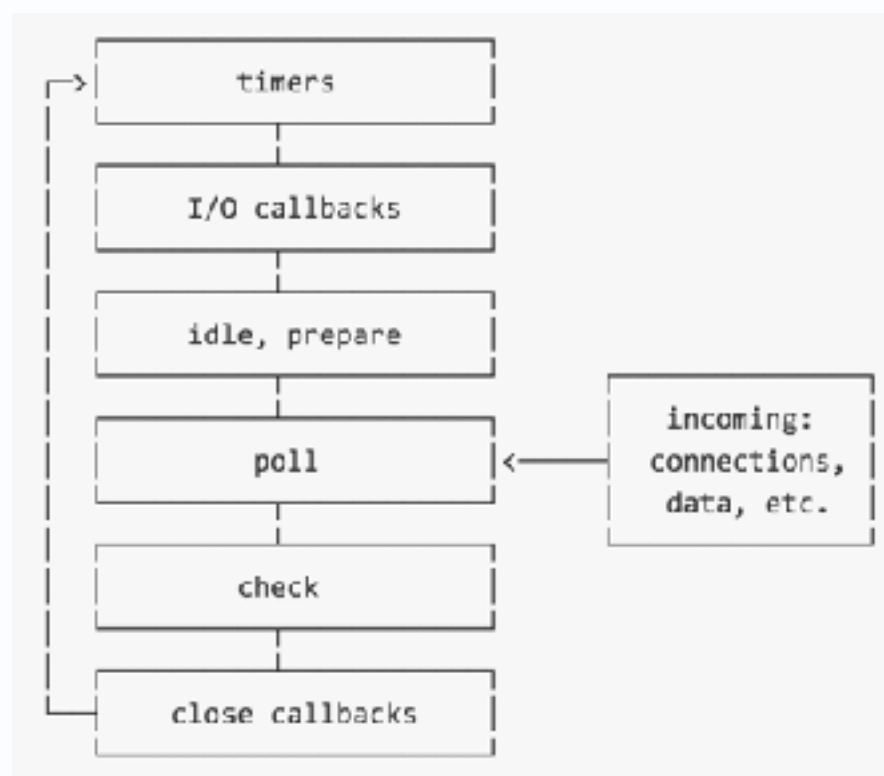 timers
I/O callbacks
idle, prepare
poll
incoming:
connections,
data, etc.
check
close callbacks